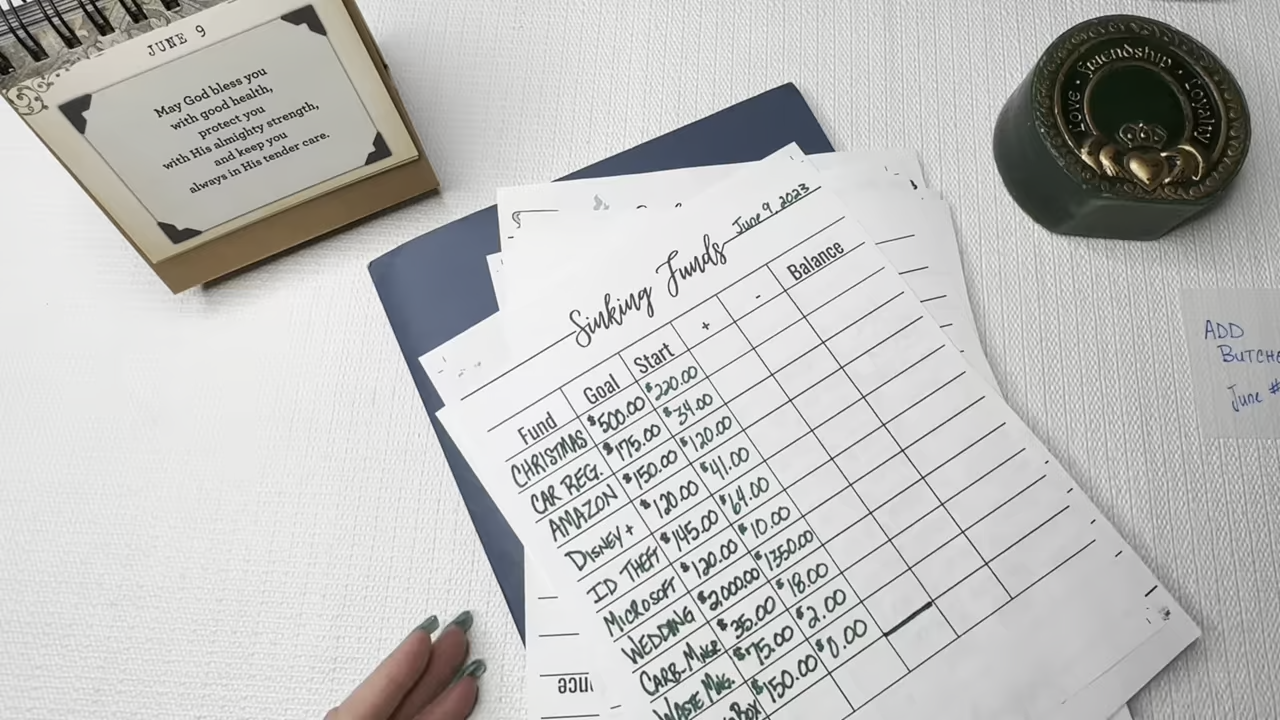 JUNE 9
May God bless you
with good health,
protect you
with His almighty strength,
and keep you
always in His tender care.
Love · Friendship · Loyalty
June 9, 2023
Sinking Funds
Fund Goal Start + - Balance
CHRISTMAS $500.00 $220.00
CAR REG. $175.00 $34.00
AMAZON $150.00 $120.00
DISNEY+ $120.00 $41.00
ID THEFT $145.00 $64.00
MICROSOFT $120.00 $10.00
WEDDING $2,000.00 $1350.00
CARB-MNGR $35.00 $18.00
WASTE MNG. $75.00 $2.00
BOX $150.00 $0.00
ADD
BUTCHE
June #